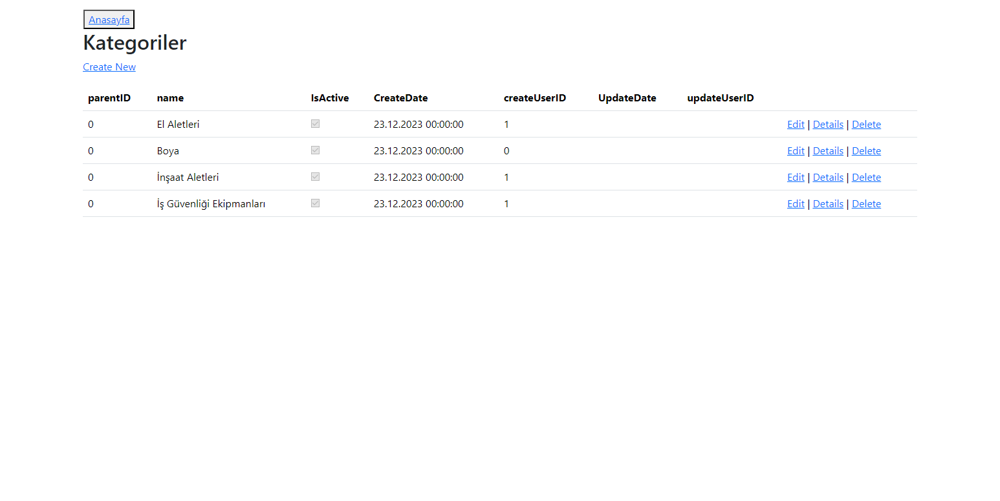 Anasayfa
Kategoriler
Create New
parentID name IsActive CreateDate createUserID UpdateDate updateUserID
0 El Aletleri 23.12.2023 00:00:00 1 Edit | Details | Delete
0 Boya 23.12.2023 00:00:00 0 Edit | Details | Delete
0 İnşaat Aletleri 23.12.2023 00:00:00 1 Edit | Details | Delete
0 İş Güvenliği Ekipmanları 23.12.2023 00:00:00 1 Edit | Details | Delete